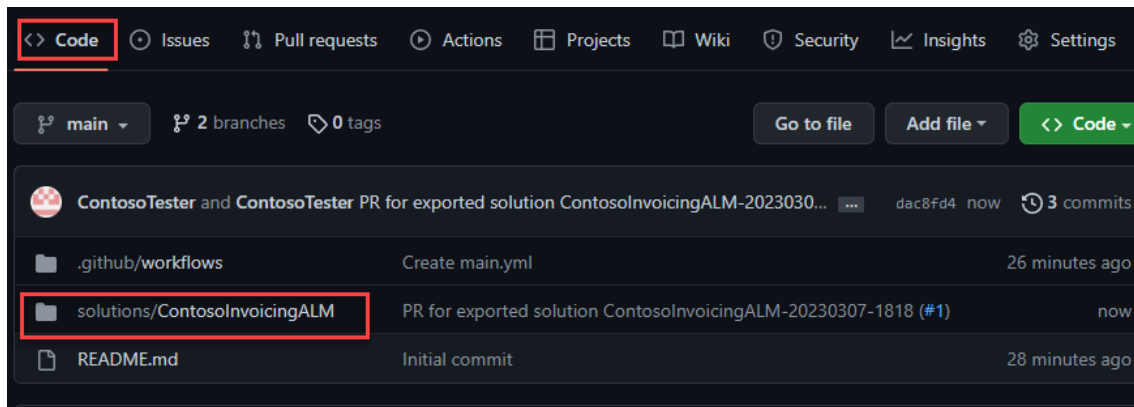 <> Code Issues Pull requests Actions Projects Wiki Security Insights Settings
main 2 branches 0 tags Go to file Add file <> Code
ContosoTester and ContosoTester PR for exported solution ContosoInvoicingALM-2023030... ... dac8fd4 now 3 commits
.github/workflows Create main.yml 26 minutes ago
solutions/ContosoInvoicingALM PR for exported solution ContosoInvoicingALM-20230307-1818 (#1) now
README.md Initial commit 28 minutes ago